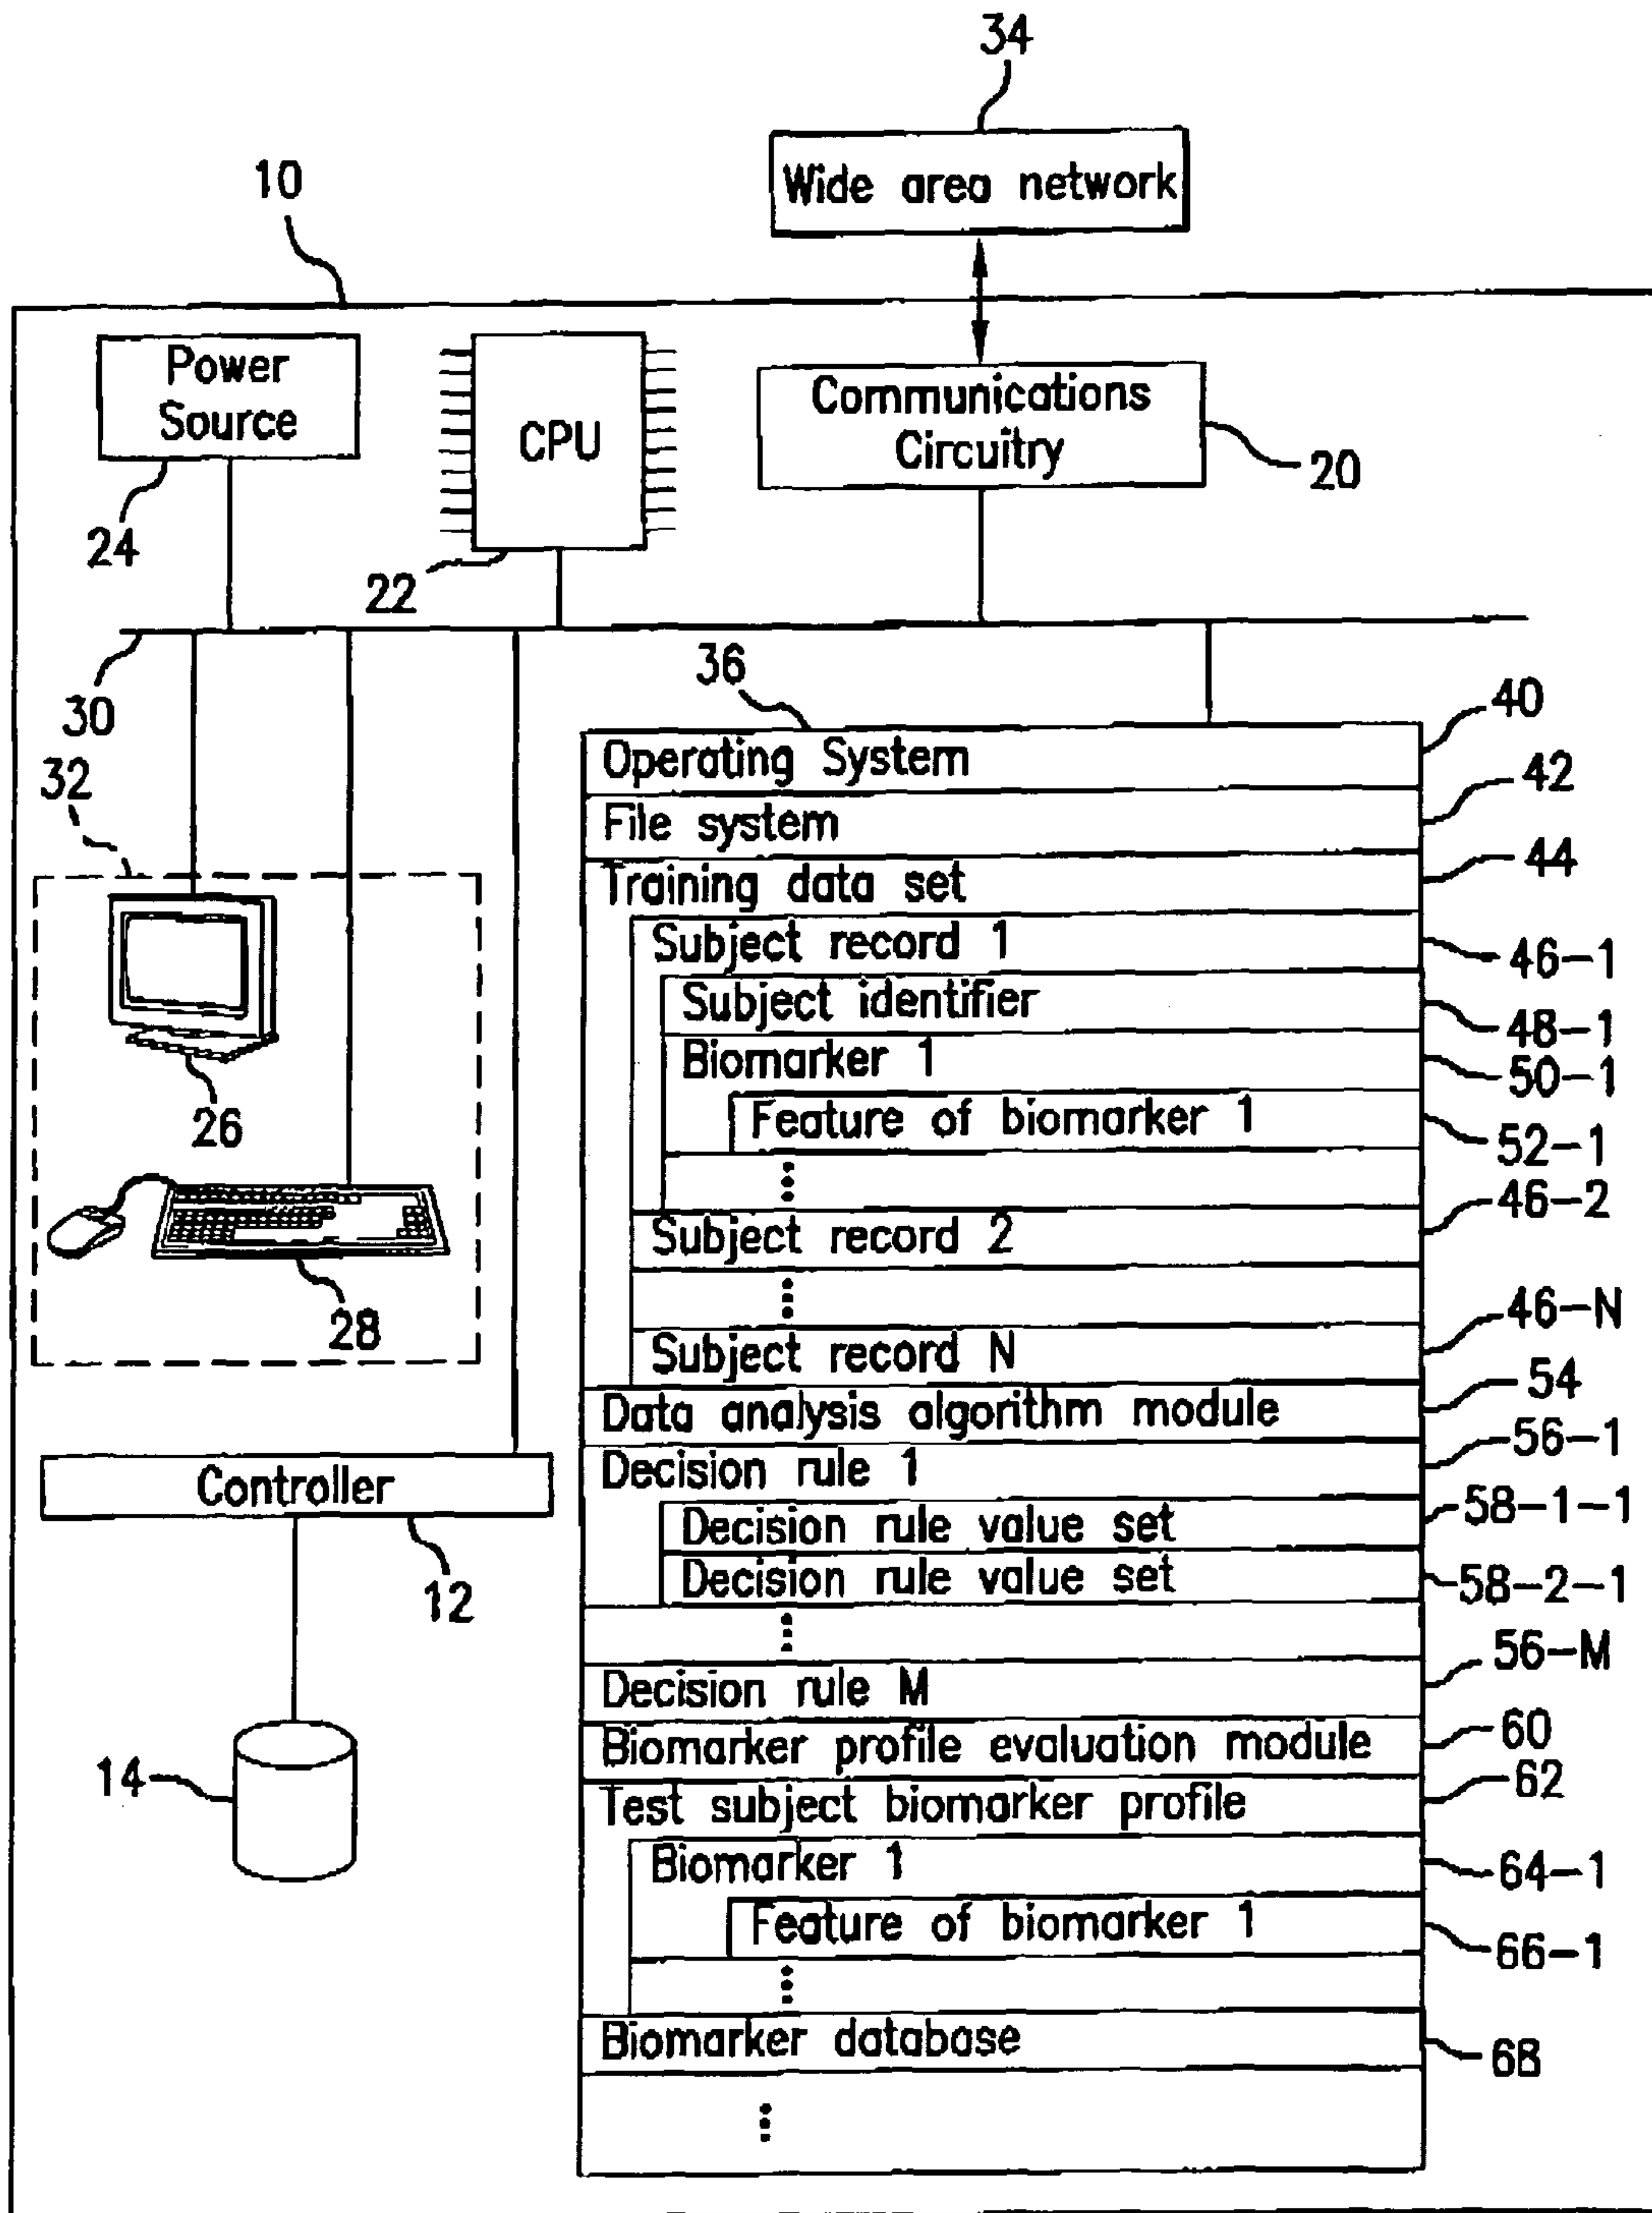 34
Wide area network
10
Power
Source
24
CPU
22
Communications
Circuitry
20
30
36
Operating System
40
File system
42
Training data set
44
Subject record 1
46-1
Subject identifier
48-1
Biomarker 1
50-1
Feature of biomarker 1
52-1
Subject record 2
46-2
Subject record N
46-N
Data analysis algorithm module
54
Decision rule 1
56-1
Decision rule value set
58-1-1
Decision rule value set
58-2-1
Decision rule M
56-M
Biomarker profile evaluation module
60
Test subject biomarker profile
62
Biomarker 1
64-1
Feature of biomarker 1
66-1
Biomarker database
68
32
26
28
Controller
12
14